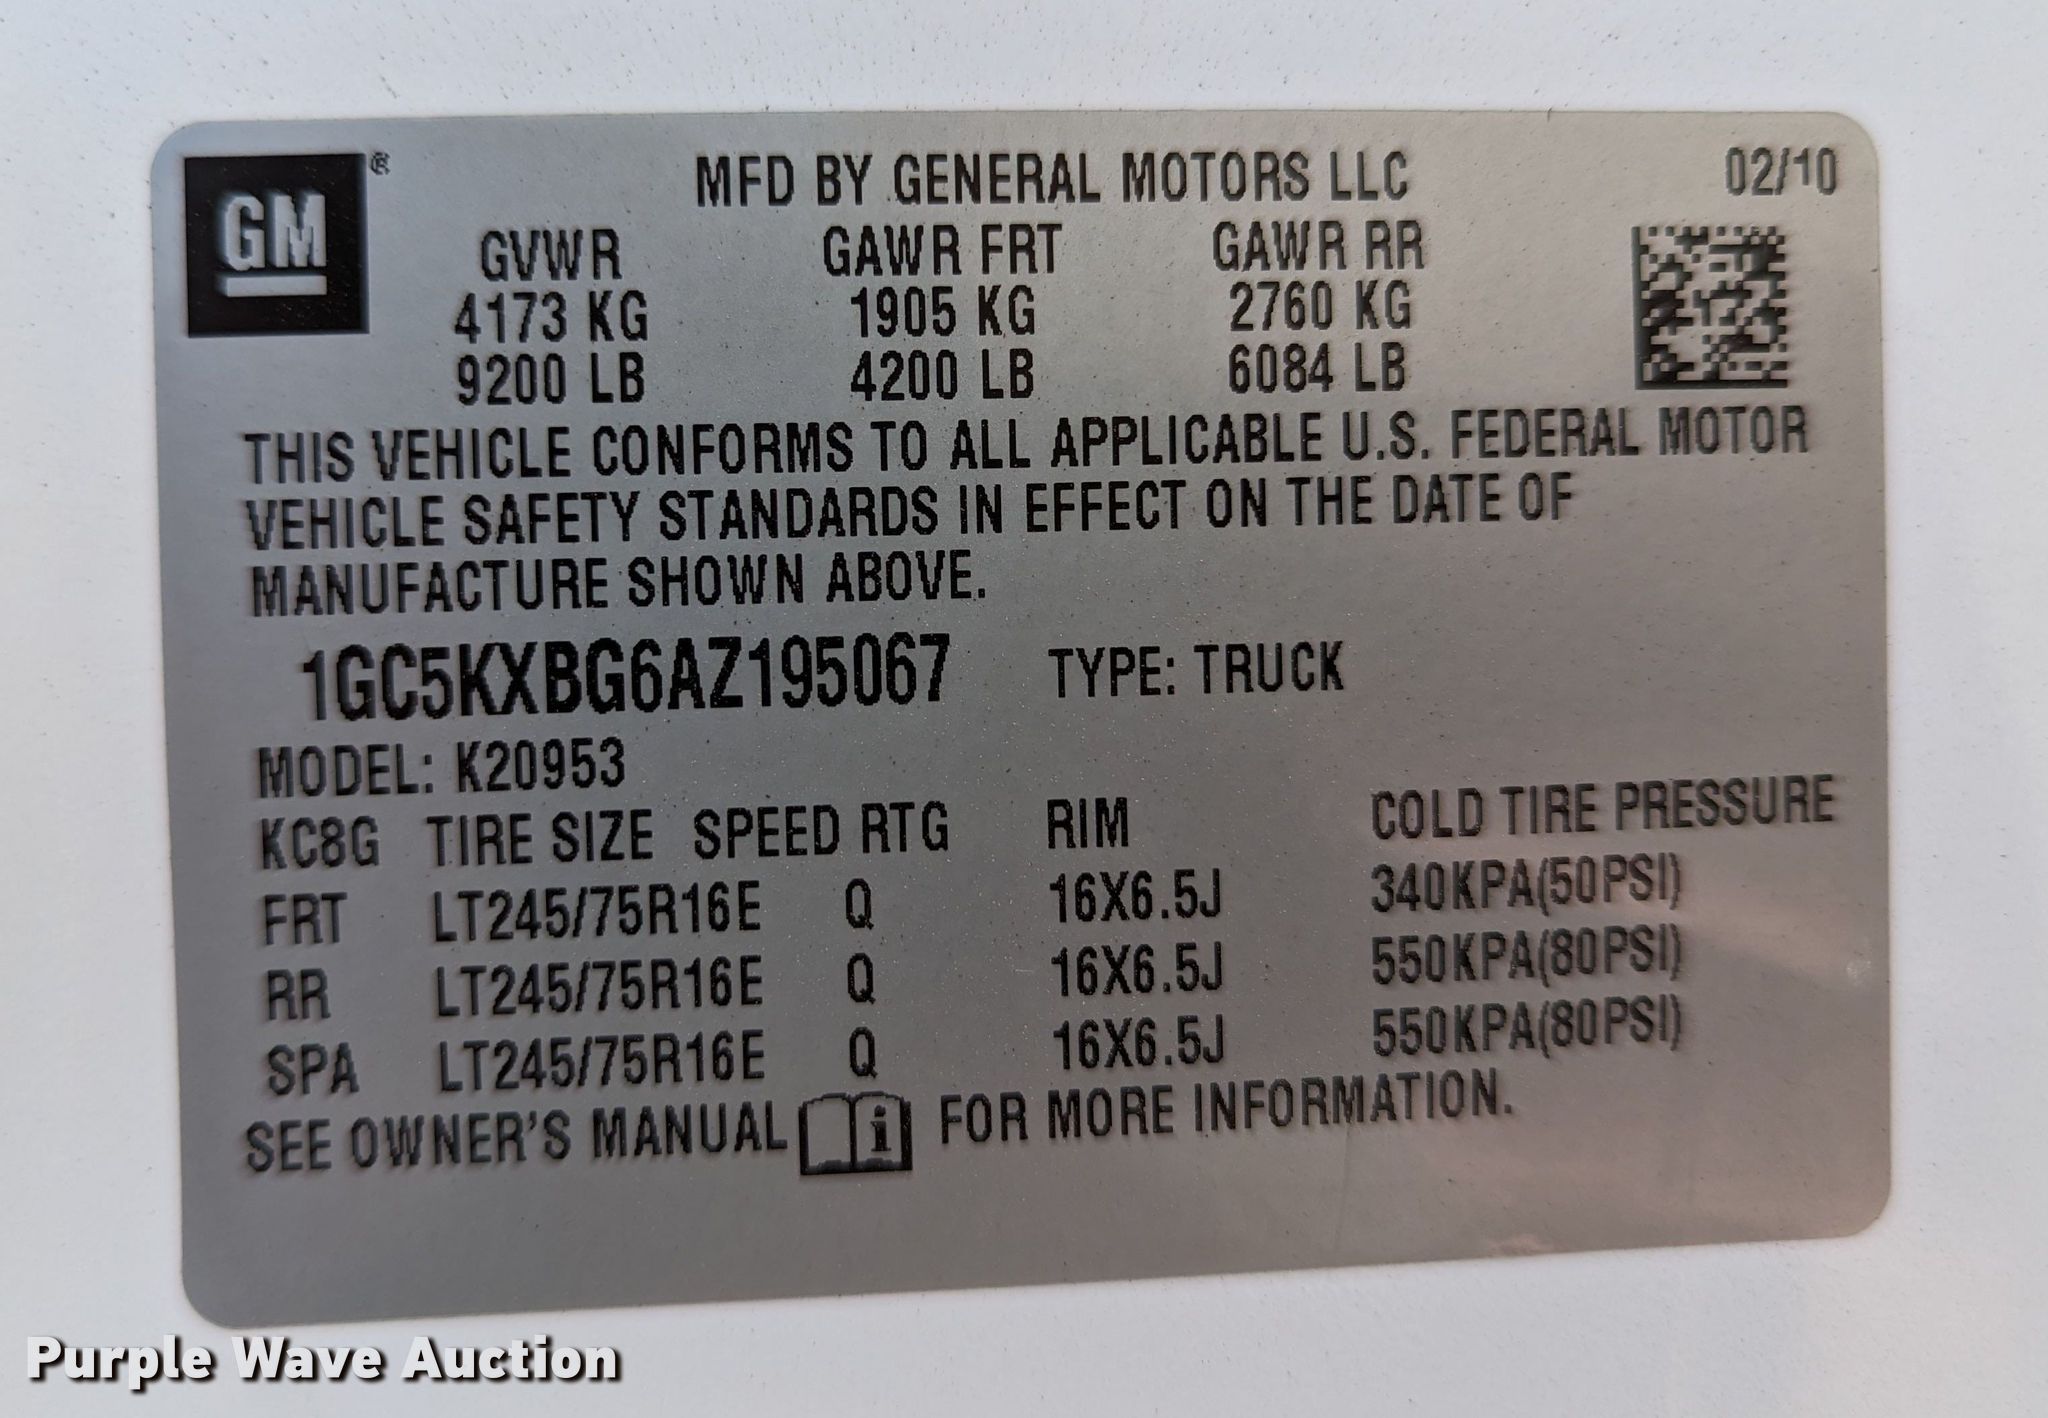 GM ®
MFD BY GENERAL MOTORS LLC 02/10
GVWR GAWR FRT GAWR RR
4173 KG 1905 KG 2760 KG
9200 LB 4200 LB 6084 LB
THIS VEHICLE CONFORMS TO ALL APPLICABLE U.S. FEDERAL MOTOR
VEHICLE SAFETY STANDARDS IN EFFECT ON THE DATE OF
MANUFACTURE SHOWN ABOVE.
1GC5KXBG6AZ195067 TYPE: TRUCK
MODEL: K20953
KC8G TIRE SIZE SPEED RTG RIM COLD TIRE PRESSURE
FRT LT245/75R16E Q 16X6.5J 340KPA(50PSI)
RR LT245/75R16E Q 16X6.5J 550KPA(80PSI)
SPA LT245/75R16E Q 16X6.5J 550KPA(80PSI)
SEE OWNER'S MANUAL i FOR MORE INFORMATION.
Purple Wave Auction